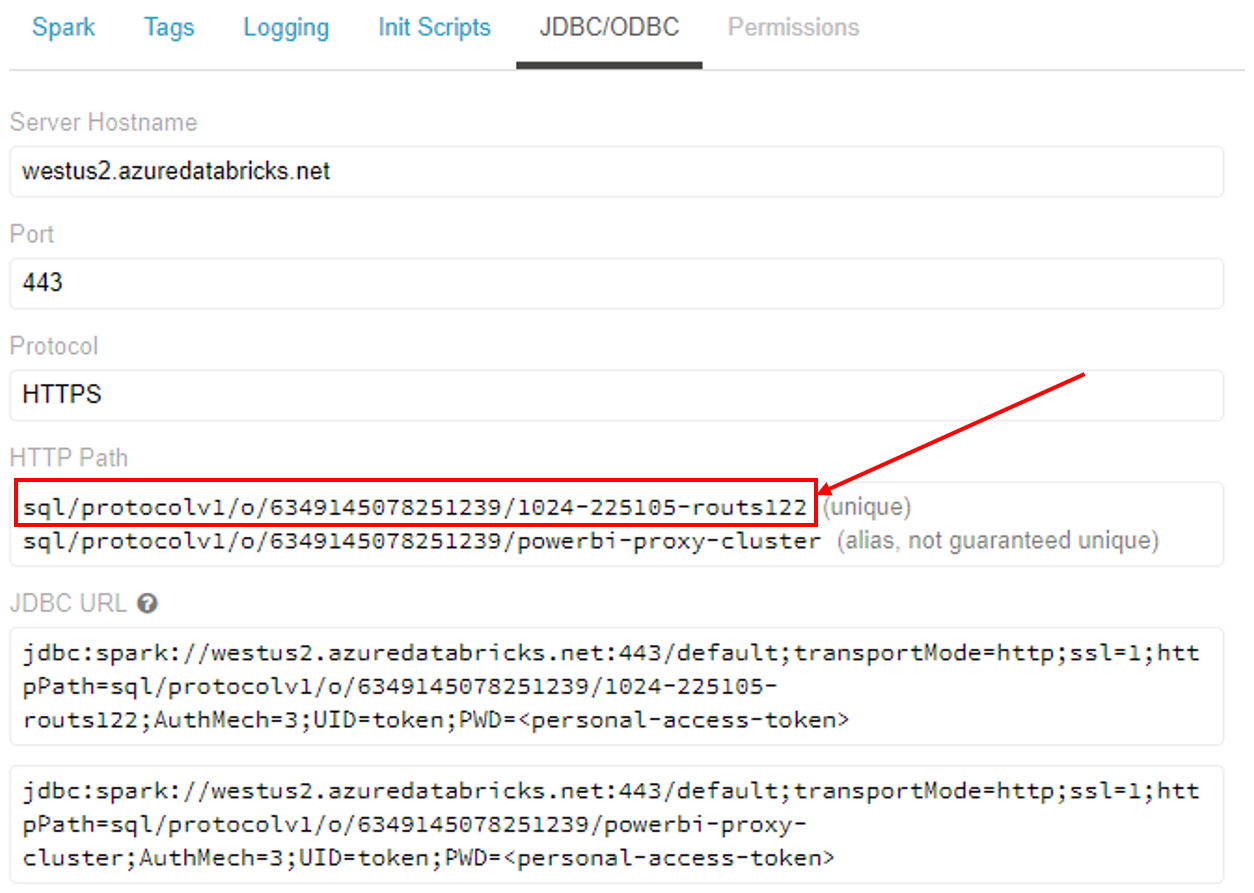 Spark Tags Logging Init Scripts JDBC/ODBC Permissions
Server Hostname
westus2.azuredatabricks.net
Port
443
Protocol
HTTPS
HTTP Path
sql/protocolv1/o/6349145078251239/1024-225105-routs122 (unique)
sql/protocolv1/o/6349145078251239/powerbi-proxy-cluster (alias, not guaranteed unique)
JDBC URL ?
jdbc:spark://westus2.azuredatabricks.net:443/default;transportMode=http;ssl=1;htt
pPath=sql/protocolv1/o/6349145078251239/1024-225105-
routs122;AuthMech=3;UID=token;PWD=<personal-access-token>
jdbc:spark://westus2.azuredatabricks.net:443/default;transportMode=http;ssl=1;htt
pPath=sql/protocolv1/o/6349145078251239/powerbi-proxy-
cluster;AuthMech=3;UID=token;PWD=<personal-access-token>